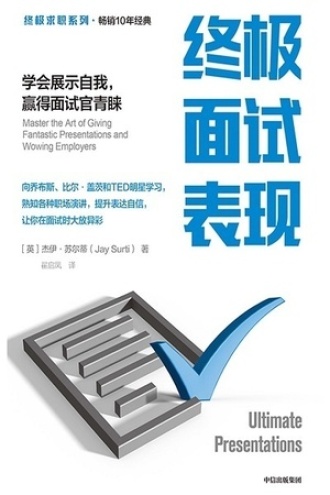 终极求职系列·畅销10年经典
终极
面试
表现
学会展示自我，
赢得面试官青睐
Master the Art of Giving
Fantastic Presentations and
Wowing Employers
向乔布斯、比尔·盖茨和TED明星学习，
熟知各种职场演讲，提升表达自信，
让你在面试时大放异彩
［英］杰伊·苏尔蒂（Jay Surti）著
崔启凤 译
Ultimate
Presentations
中信出版集团